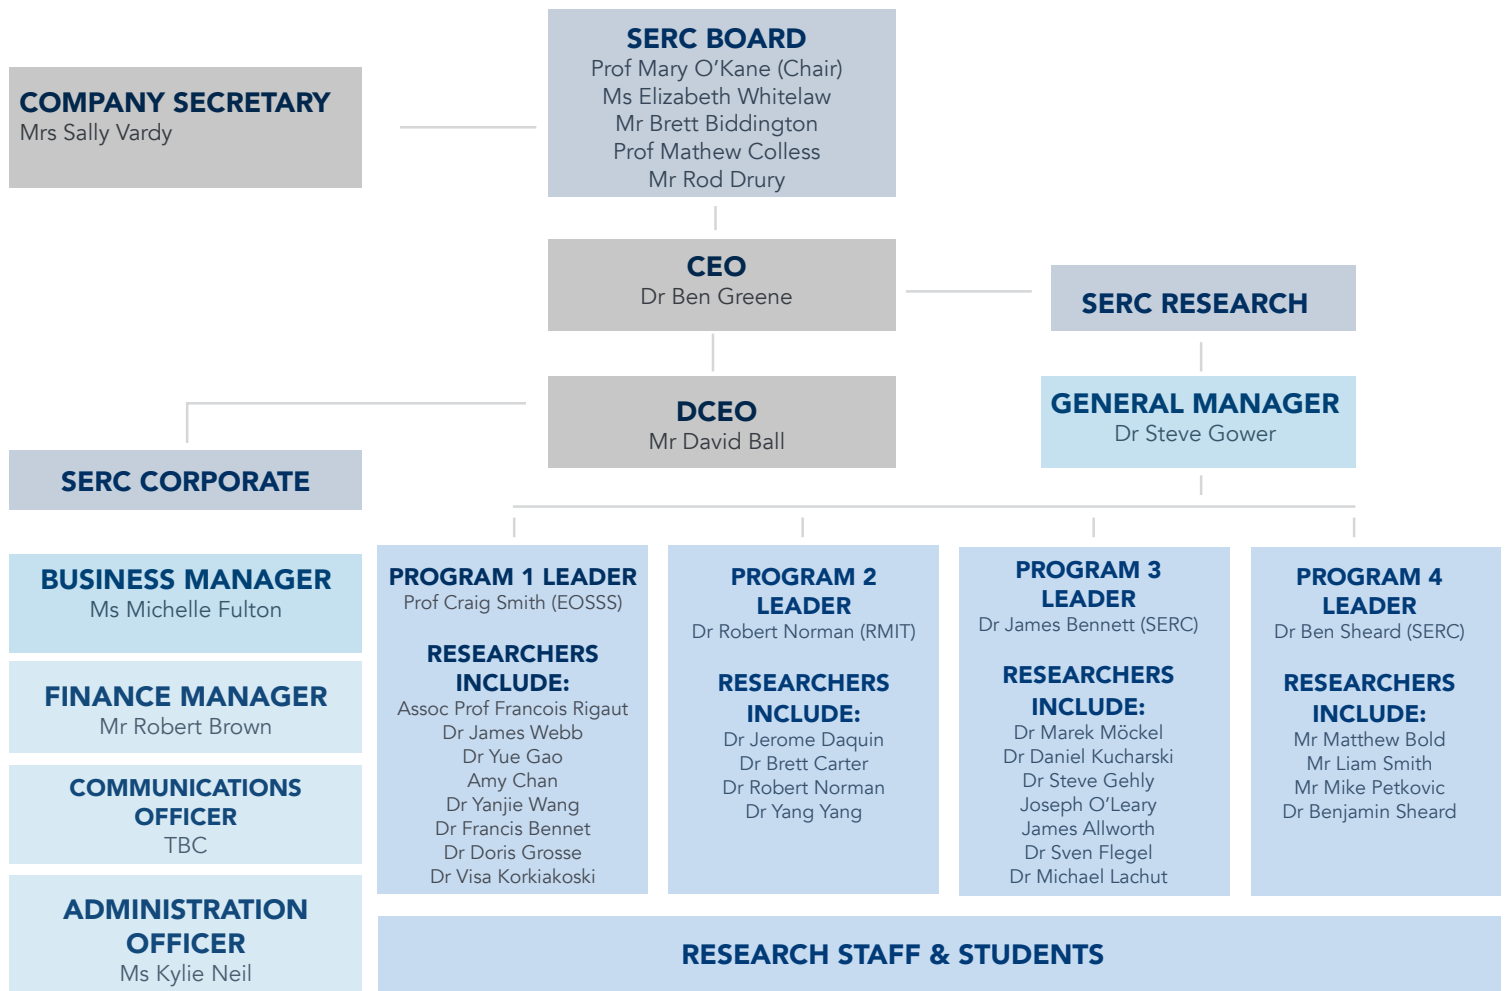 SERC BOARD
Prof Mary O’Kane (Chair)
Ms Elizabeth Whitelaw
Mr Brett Biddington
Prof Mathew Colless
Mr Rod Drury
COMPANY SECRETARY
Mrs Sally Vardy
CEO
Dr Ben Greene
SERC RESEARCH
DCEO
Mr David Ball
GENERAL MANAGER
Dr Steve Gower
SERC CORPORATE
BUSINESS MANAGER
Ms Michelle Fulton
FINANCE MANAGER
Mr Robert Brown
COMMUNICATIONS
OFFICER
TBC
ADMINISTRATION
OFFICER
Ms Kylie Neil
PROGRAM 1 LEADER
Prof Craig Smith (EOSSS)
RESEARCHERS
INCLUDE:
Assoc Prof Francois Rigaut
Dr James Webb
Dr Yue Gao
Amy Chan
Dr Yanjie Wang
Dr Francis Bennet
Dr Doris Grosse
Dr Visa Korkiakoski
PROGRAM 2
LEADER
Dr Robert Norman (RMIT)
RESEARCHERS
INCLUDE:
Dr Jerome Daquin
Dr Brett Carter
Dr Robert Norman
Dr Yang Yang
PROGRAM 3
LEADER
Dr James Bennett (SERC)
RESEARCHERS
INCLUDE:
Dr Marek Möckel
Dr Daniel Kucharski
Dr Steve Gehly
Joseph O’Leary
James Allworth
Dr Sven Flegel
Dr Michael Lachut
PROGRAM 4
LEADER
Dr Ben Sheard (SERC)
RESEARCHERS
INCLUDE:
Mr Matthew Bold
Mr Liam Smith
Mr Mike Petkovic
Dr Benjamin Sheard
RESEARCH STAFF & STUDENTS